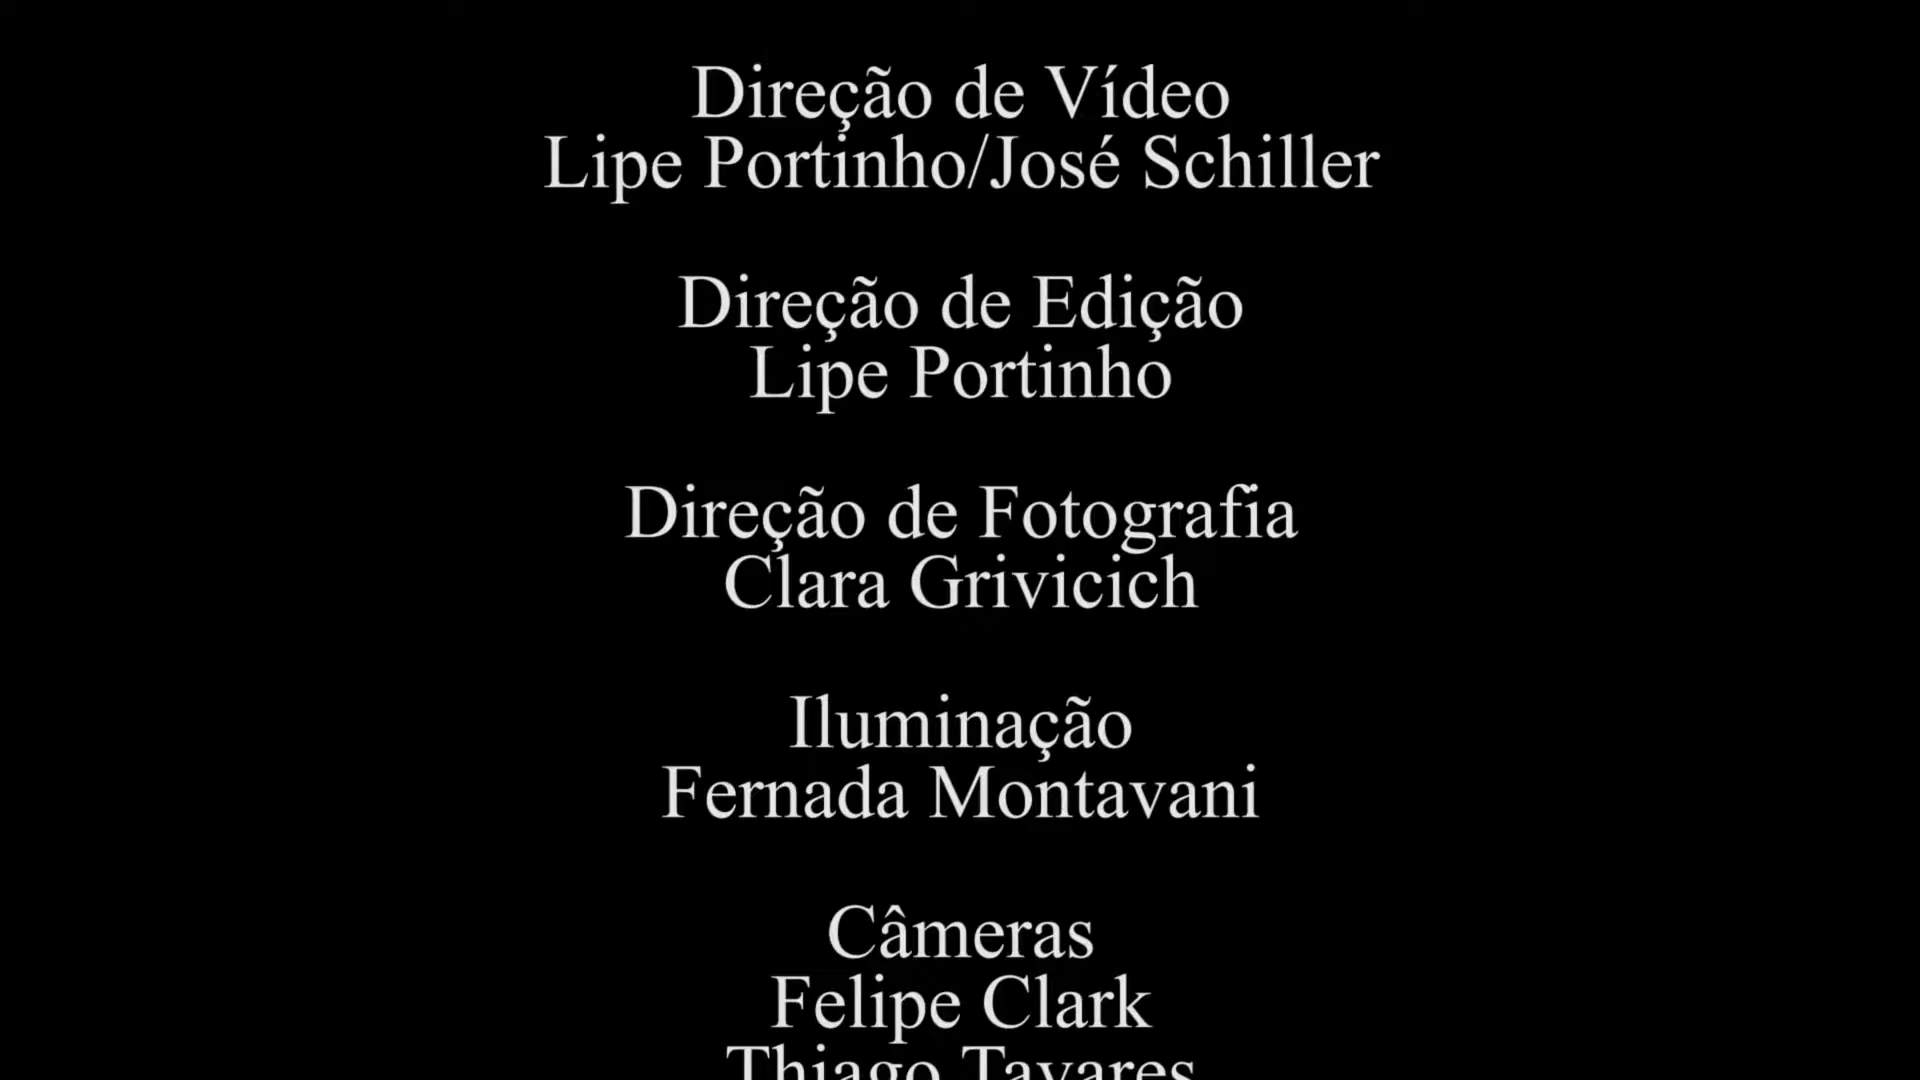 Direção de Vídeo
Lipe Portinho/José Schiller
Direção de Edição
Lipe Portinho
Direção de Fotografia
Clara Grivicich
Iluminação
Fernada Montavani
Câmeras
Felipe Clark
Thiago Tavares